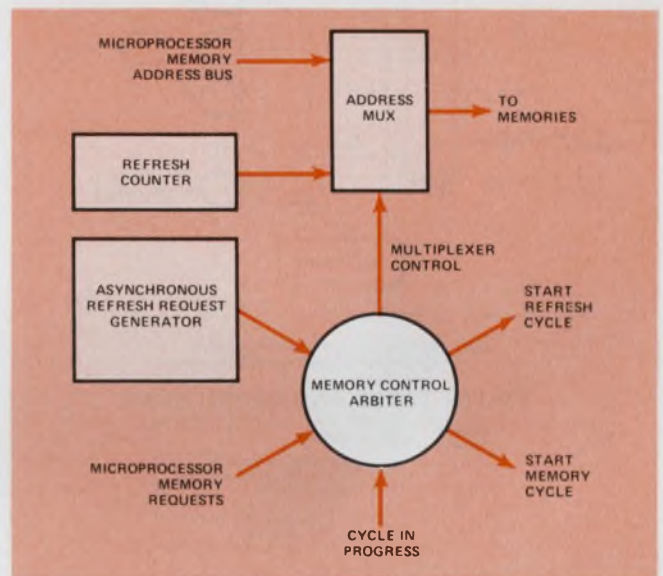 MICROPROCESSOR
MEMORY
ADDRESS BUS
ADDRESS
MUX
TO
MEMORIES
REFRESH
COUNTER
MULTIPLEXER
CONTROL
ASYNCHRONOUS
REFRESH REQUEST
GENERATOR
START
REFRESH
CYCLE
MEMORY CONTROL
ARBITER
MICROPROCESSOR
MEMORY
REQUESTS
START
MEMORY
CYCLE
CYCLE IN
PROGRESS